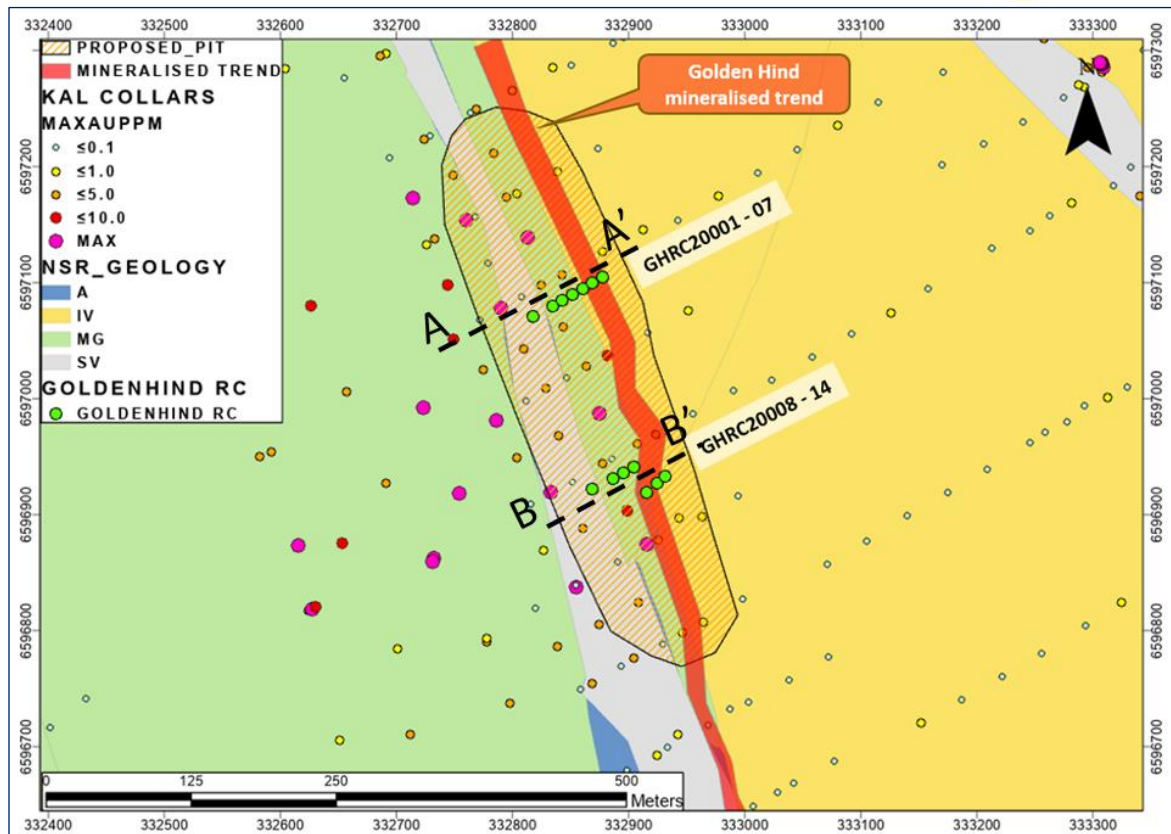 332400 332500 332600 332700 332800 332900 333000 333100 333200 333300
PROPOSED_PIT
MINERALISED TREND
KAL COLLARS
MAXAUPPM
≤0.1
≤1.0
≤5.0
≤10.0
MAX
NSR_GEOLOGY
A
IV
MG
SV
GOLDENHIND RC
GOLDENHIND RC
Golden Hind
mineralised trend
N
6597300
6597300
6597200
6597200
A'
GHRC20001 - 07
6597100
6597100
A
6597000
6597000
B'
GHRC20008 - 14
6596900
6596900
B
6596800
6596800
6596700
6596700
0 125 250 500
Meters
332400 332500 332600 332700 332800 332900 333000 333100 333200 333300